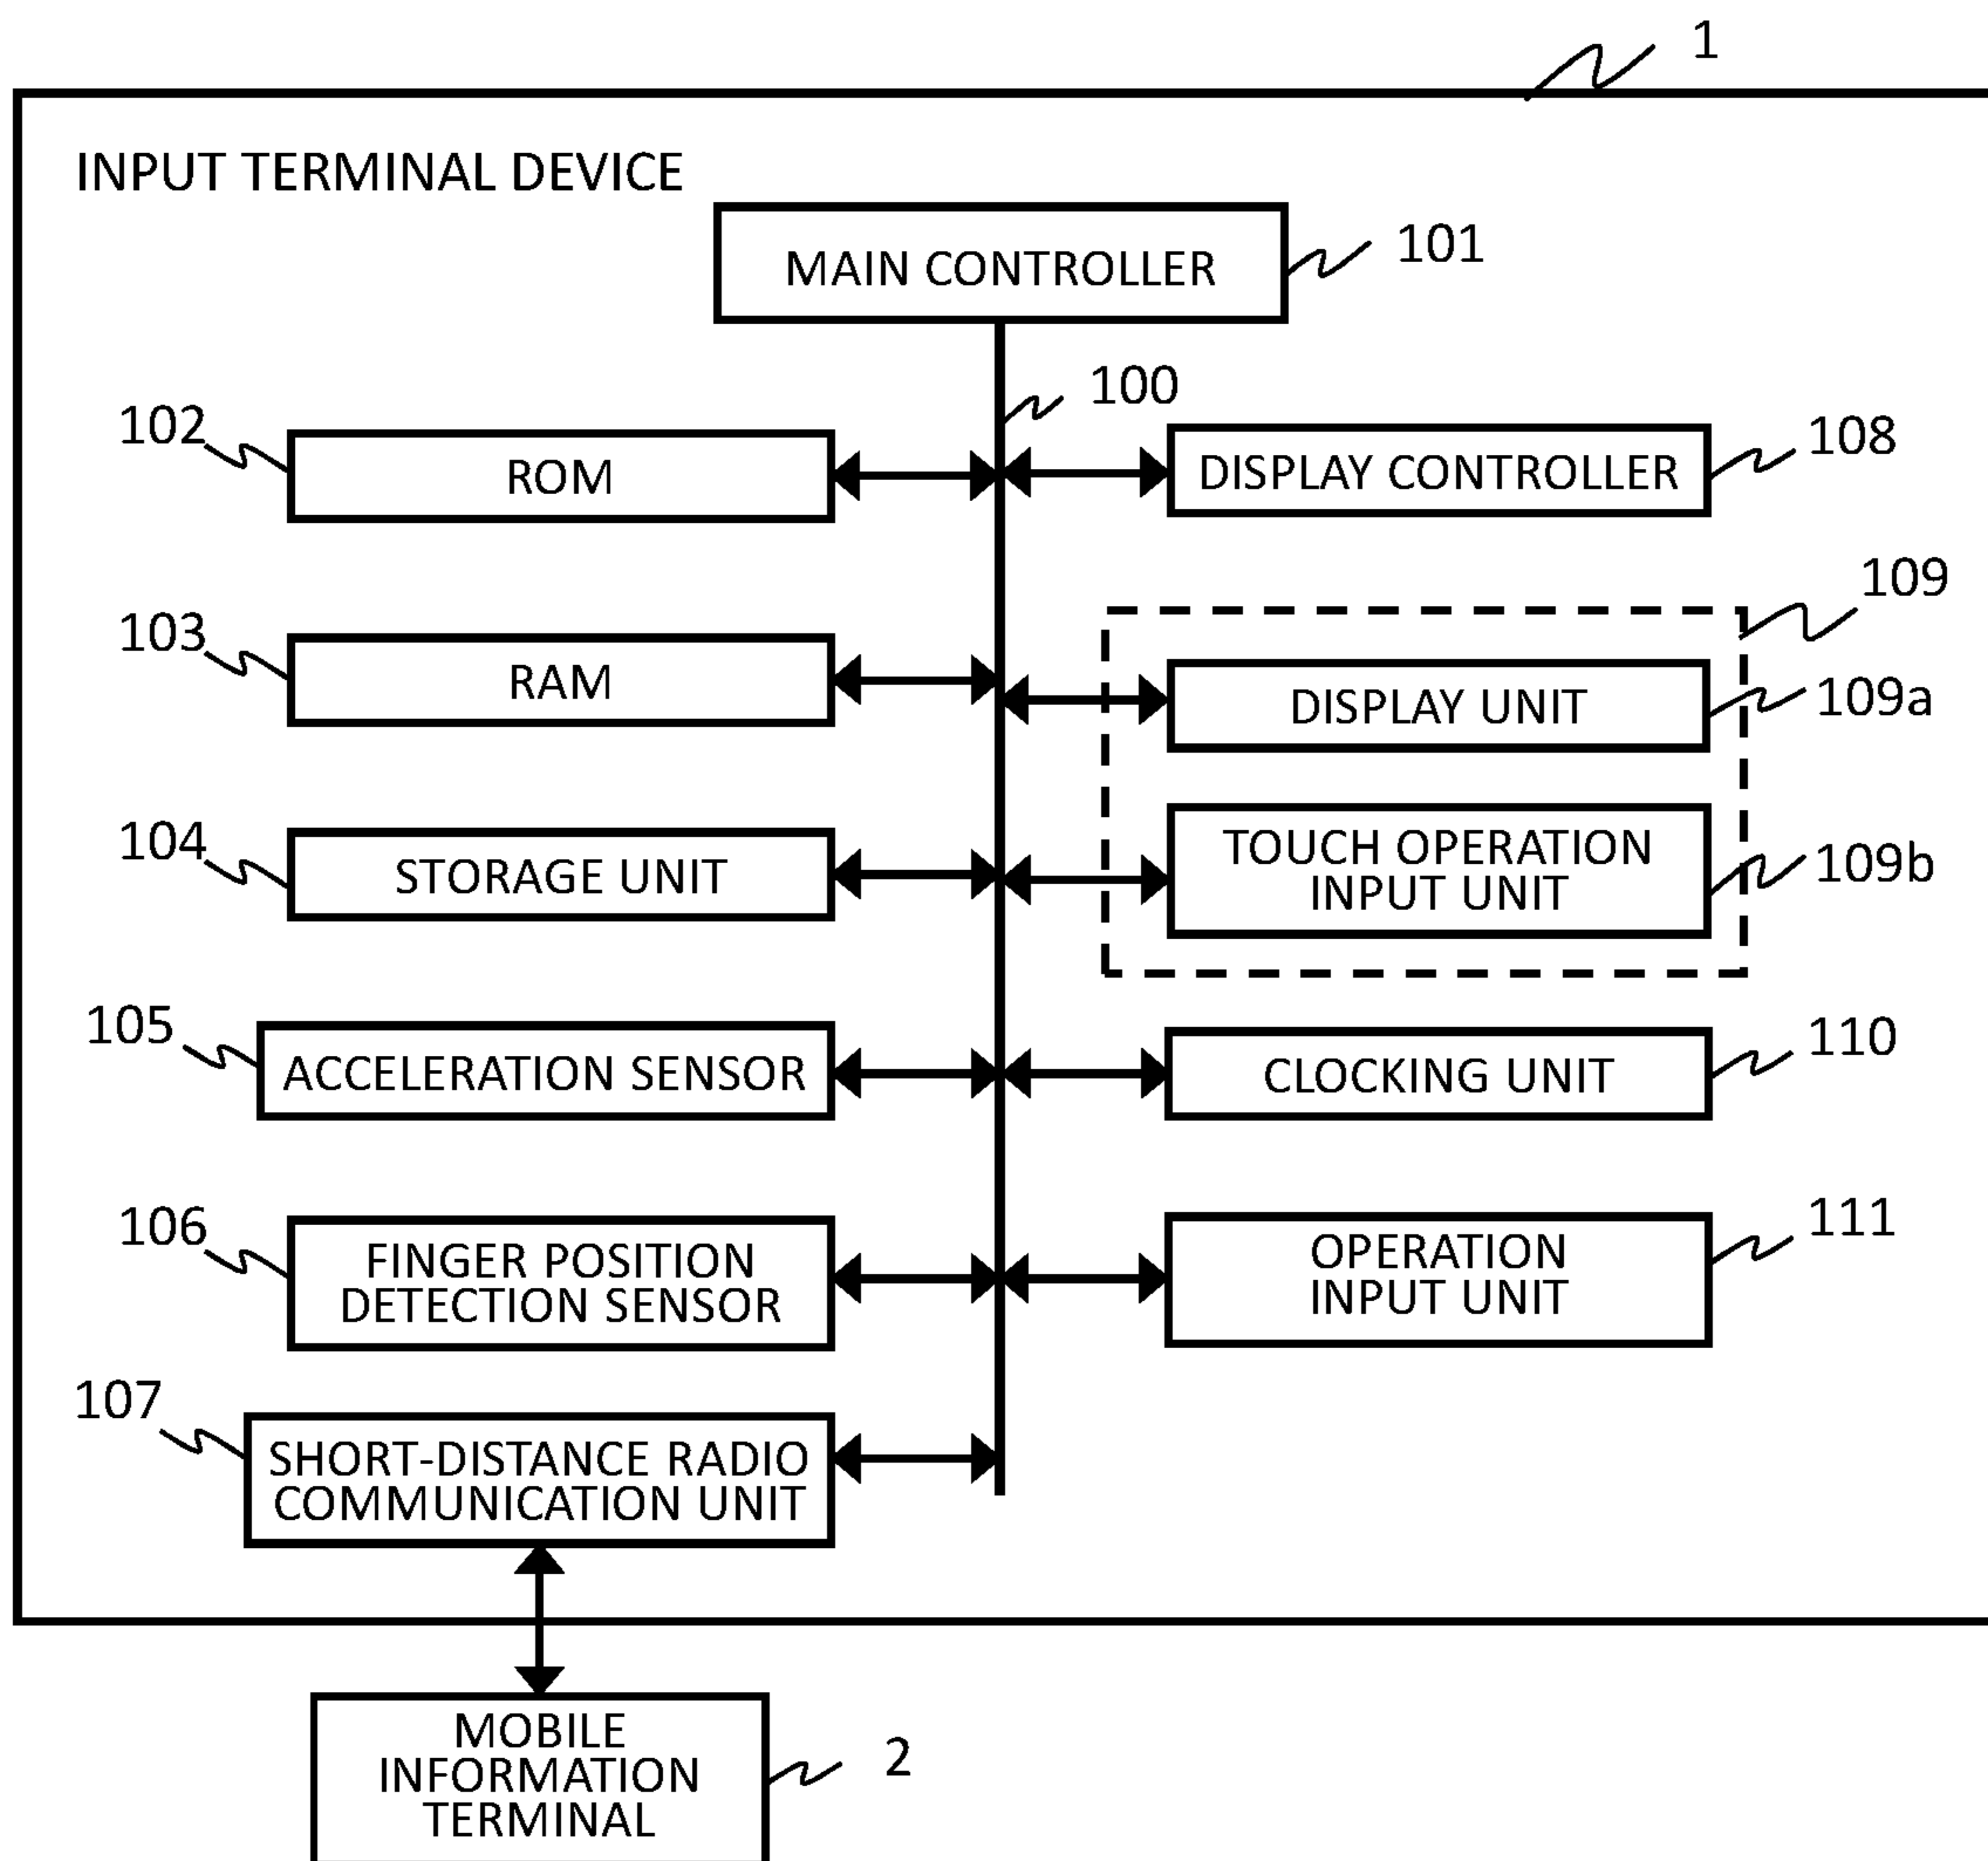 1
INPUT TERMINAL DEVICE
MAIN CONTROLLER
101
100
102
ROM
DISPLAY CONTROLLER
108
109
103
RAM
DISPLAY UNIT
109a
104
STORAGE UNIT
TOUCH OPERATION
INPUT UNIT
109b
105
ACCELERATION SENSOR
CLOCKING UNIT
110
106
FINGER POSITION
DETECTION SENSOR
OPERATION
INPUT UNIT
111
107
SHORT-DISTANCE RADIO
COMMUNICATION UNIT
MOBILE
INFORMATION
TERMINAL
2